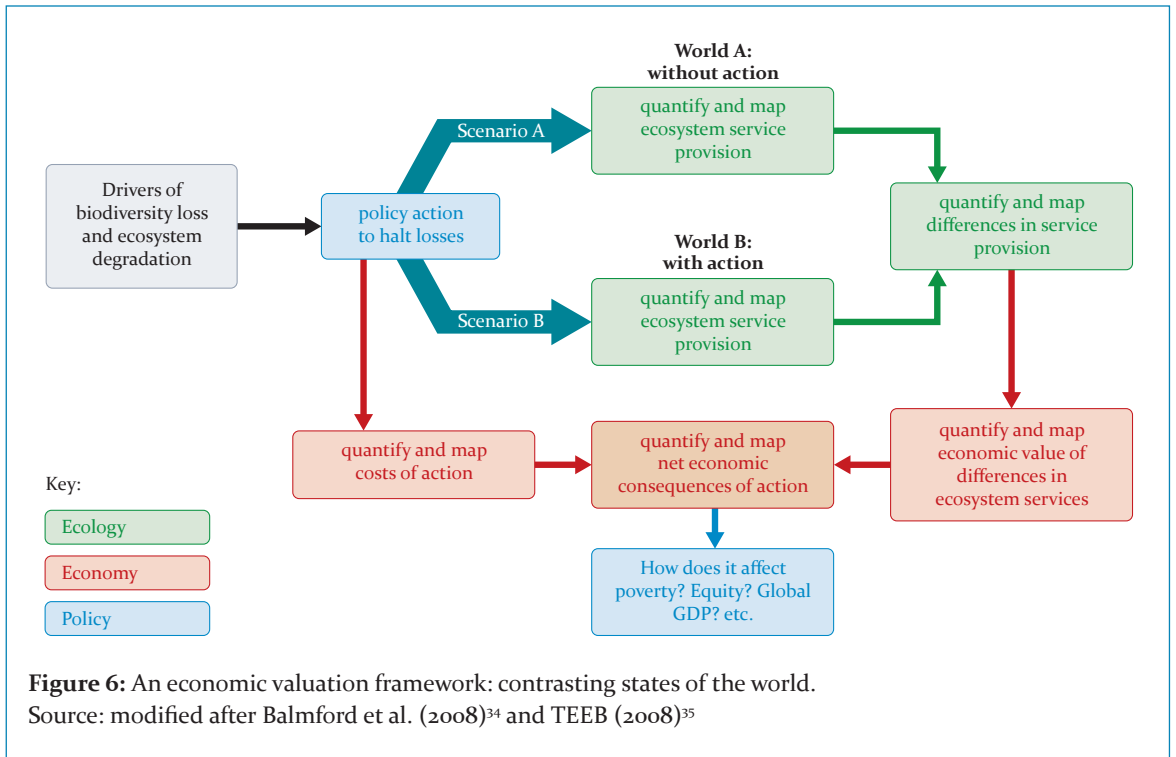 World A:
without action
quantify and map
ecosystem service
provision
Scenario A
Drivers of
biodiversity loss
and ecosystem
degradation
policy action
to halt losses
quantify and map
differences in service
provision
World B:
with action
quantify and map
ecosystem service
provision
Scenario B
quantify and map
costs of action
quantify and map
net economic
consequences of action
quantify and map
economic value of
differences in
ecosystem services
Key:
Ecology
Economy
Policy
How does it affect
poverty? Equity? Global
GDP? etc.
Figure 6: An economic valuation framework: contrasting states of the world.
Source: modified after Balmford et al. (2008)³⁴ and TEEB (2008)³⁵